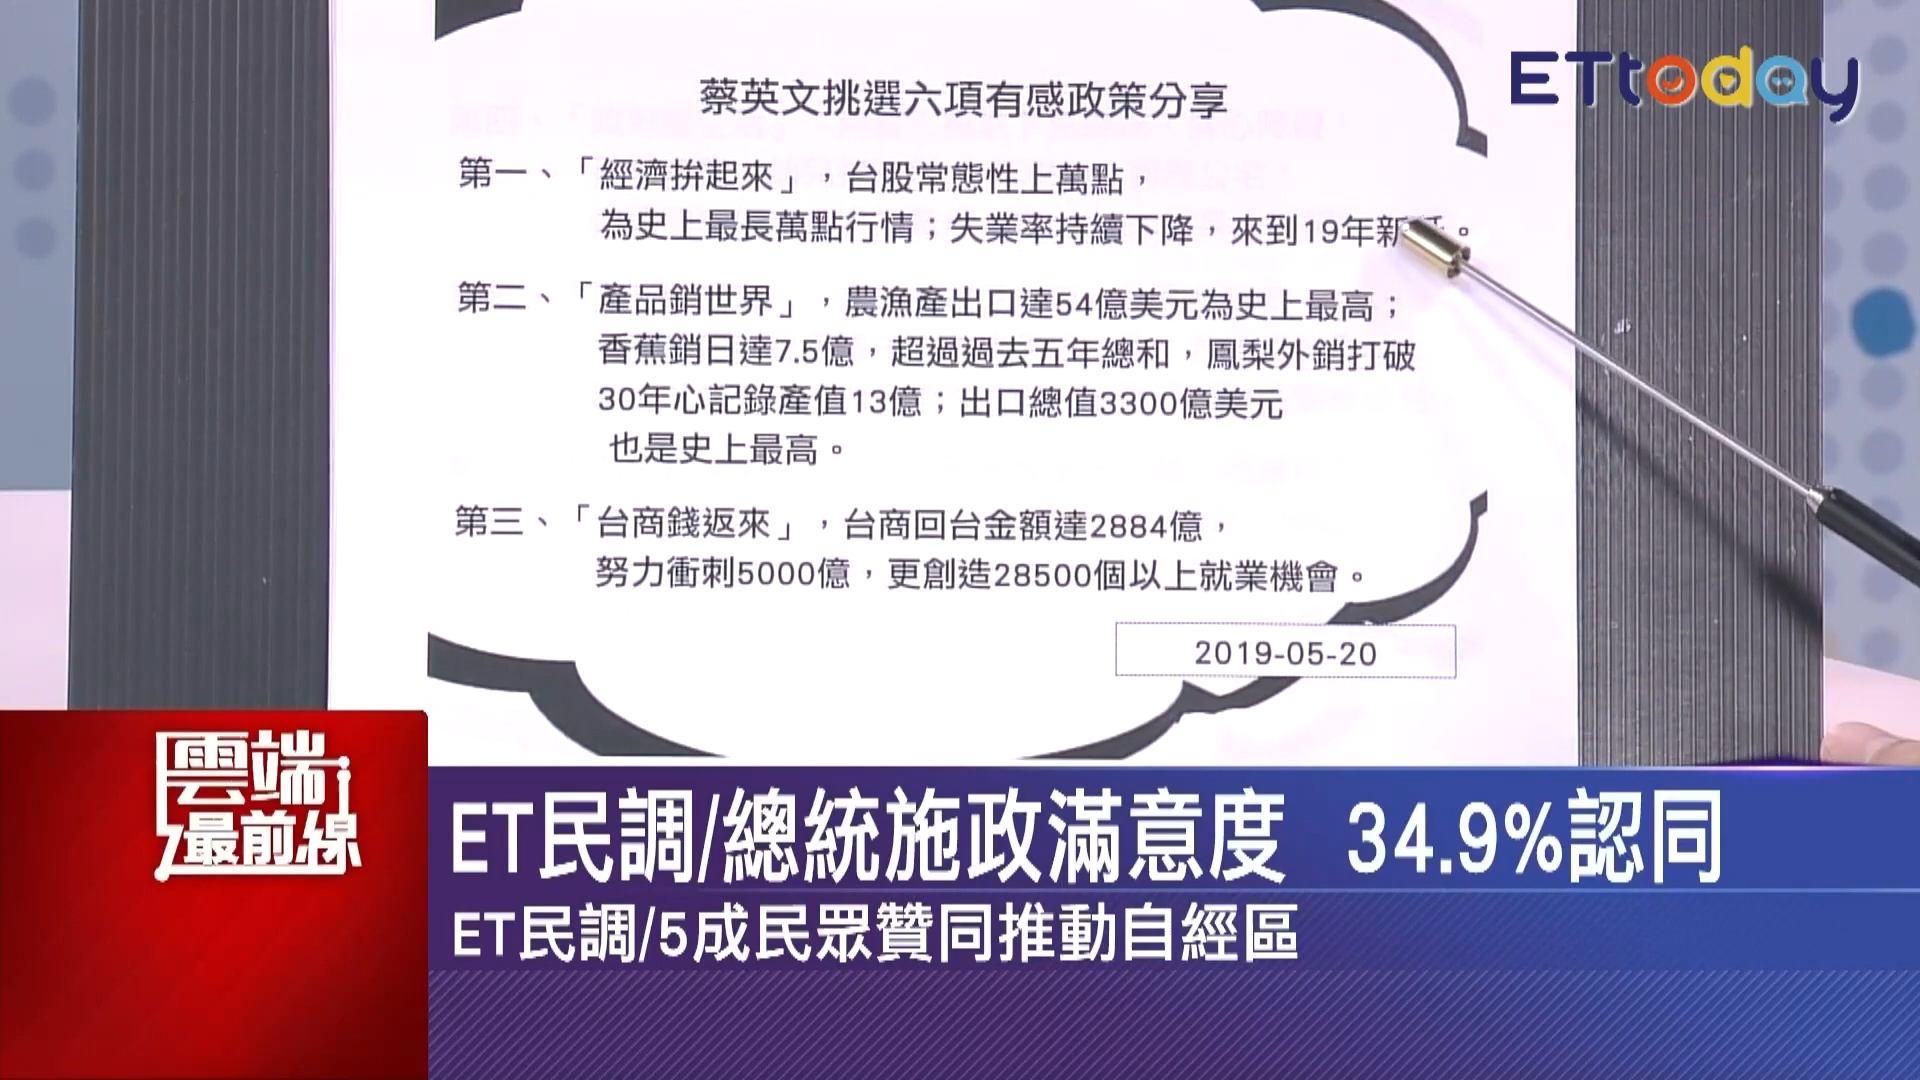 ETtoday
蔡英文挑選六項有感政策分享
第一、「經濟拚起來」，台股常態性上萬點，
為史上最長萬點行情；失業率持續下降，來到19年新。
第二、「產品銷世界」，農漁產出口達54億美元為史上最高；
香蕉銷日達7.5億，超過過去五年總和，鳳梨外銷打破
30年心記錄產值13億；出口總值3300億美元
也是史上最高。
第三、「台商錢返來」，台商回台金額達2884億，
努力衝刺5000億，更創造28500個以上就業機會。
2019-05-20
雲端
最前線
ET民調/總統施政滿意度 34.9%認同
ET民調/5成民眾贊同推動自經區